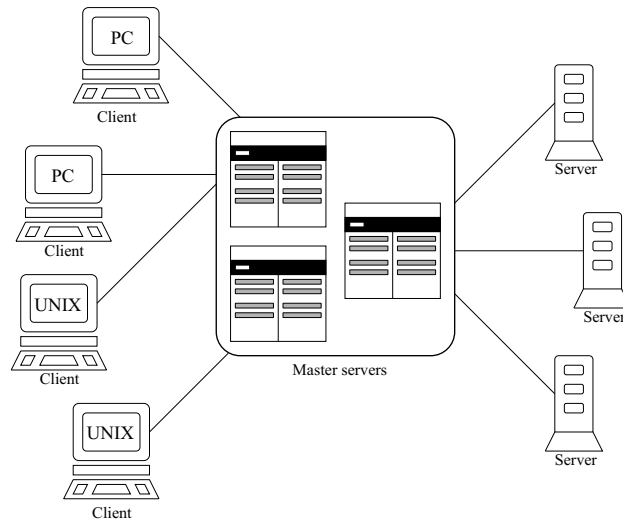 PC
Client
PC
Client
UNIX
Client
UNIX
Client
Master servers
Server
Server
Server